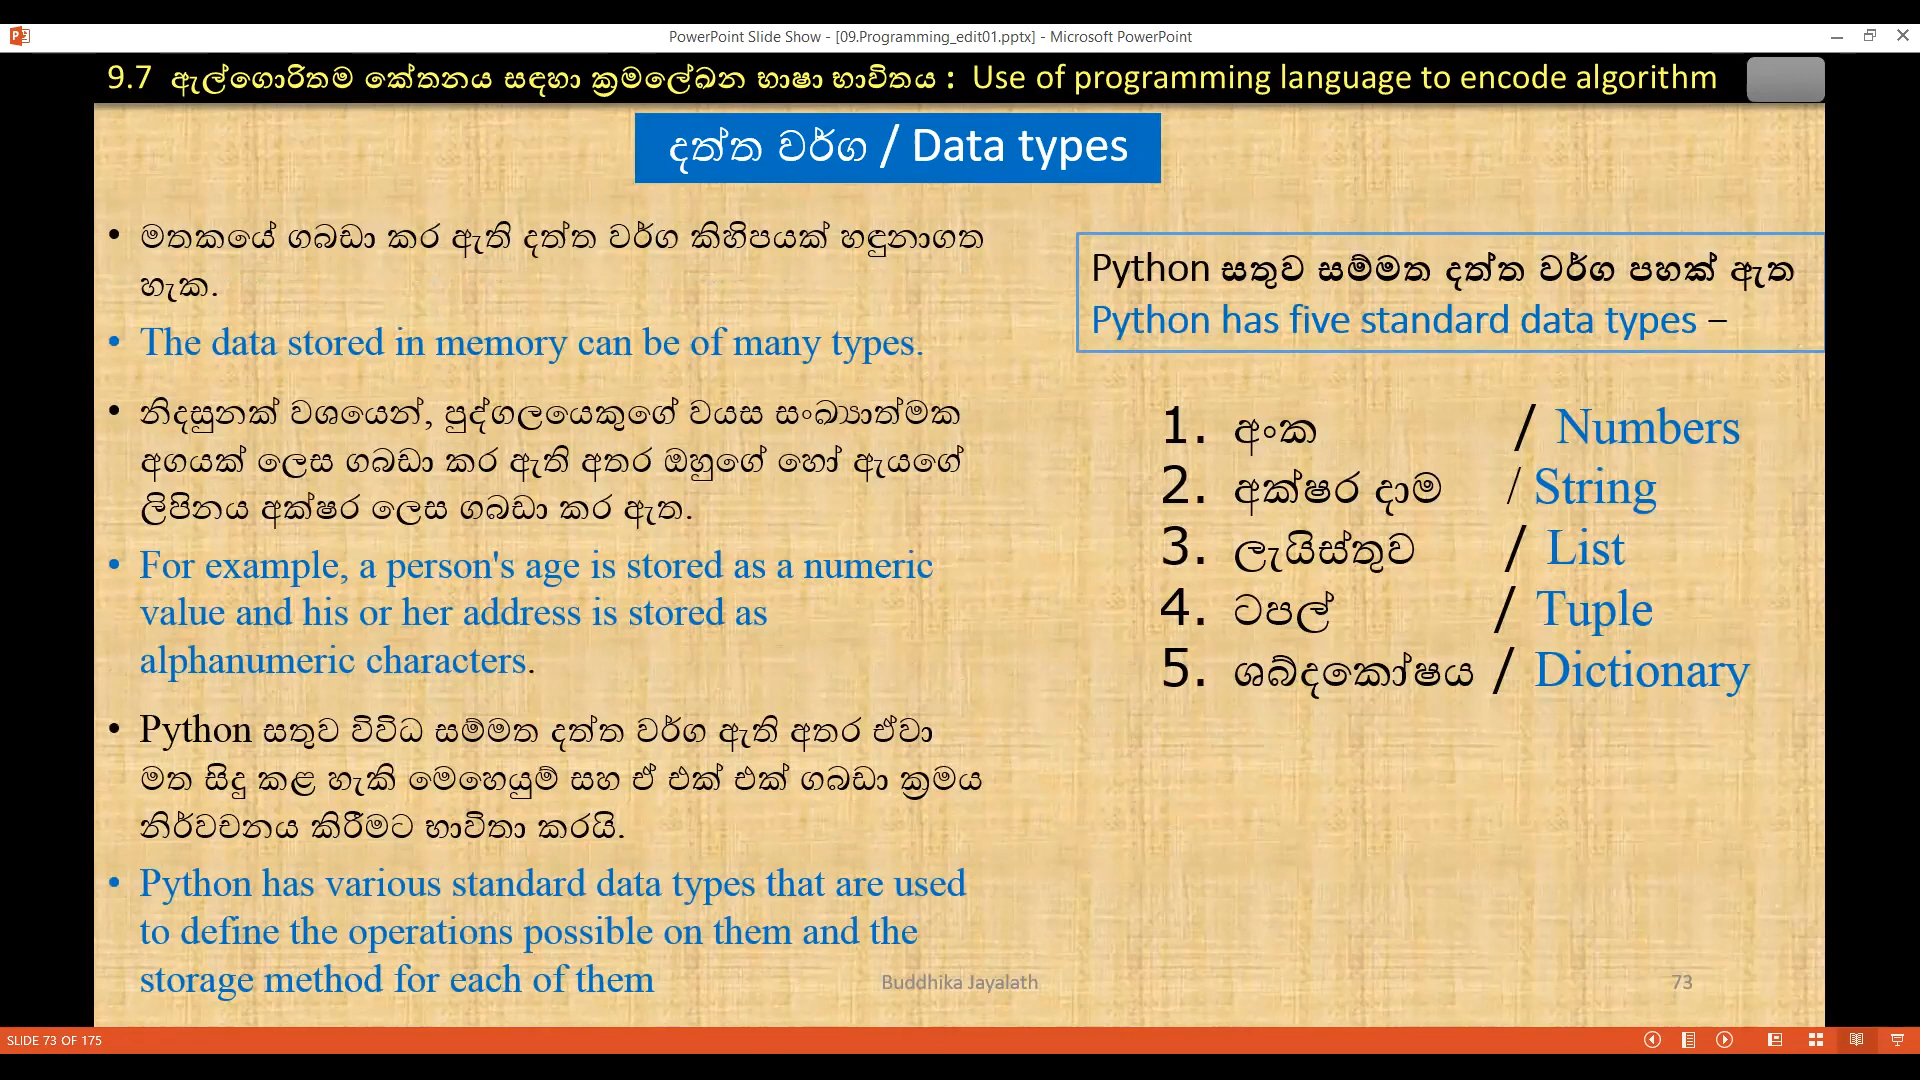 PowerPoint Slide Show - [09.Programming_edit01.pptx] - Microsoft PowerPoint
9.7 ඇල්ගොරිතම කේතනය සඳහා ක්‍රමලේඛන භාෂා භාවිතය : Use of programming language to encode algorithm
දත්ත වර්ග / Data types
• මතකයේ ගබඩා කර ඇති දත්ත වර්ග කිහිපයක් හඳුනාගත
හැක.
• The data stored in memory can be of many types.
• නිදසුනක් වශයෙන්, පුද්ගලයෙකුගේ වයස සංඛ්‍යාත්මක
අගයක් ලෙස ගබඩා කර ඇති අතර ඔහුගේ හෝ ඇයගේ
ලිපිනය අක්ෂර ලෙස ගබඩා කර ඇත.
• For example, a person's age is stored as a numeric
value and his or her address is stored as
alphanumeric characters.
• Python සතුව විවිධ සම්මත දත්ත වර්ග ඇති අතර ඒවා
මත සිදු කළ හැකි මෙහෙයුම් සහ ඒ එක් එක් ගබඩා ක්‍රමය
නිර්වචනය කිරීමට භාවිතා කරයි.
• Python has various standard data types that are used
to define the operations possible on them and the
storage method for each of them
Python සතුව සම්මත දත්ත වර්ග පහක් ඇත
Python has five standard data types –
1. අංක / Numbers
2. අක්ෂර දාම / String
3. ලැයිස්තුව / List
4. ටපල් / Tuple
5. ශබ්දකෝෂය / Dictionary
Buddhika Jayalath
73
SLIDE 73 OF 175